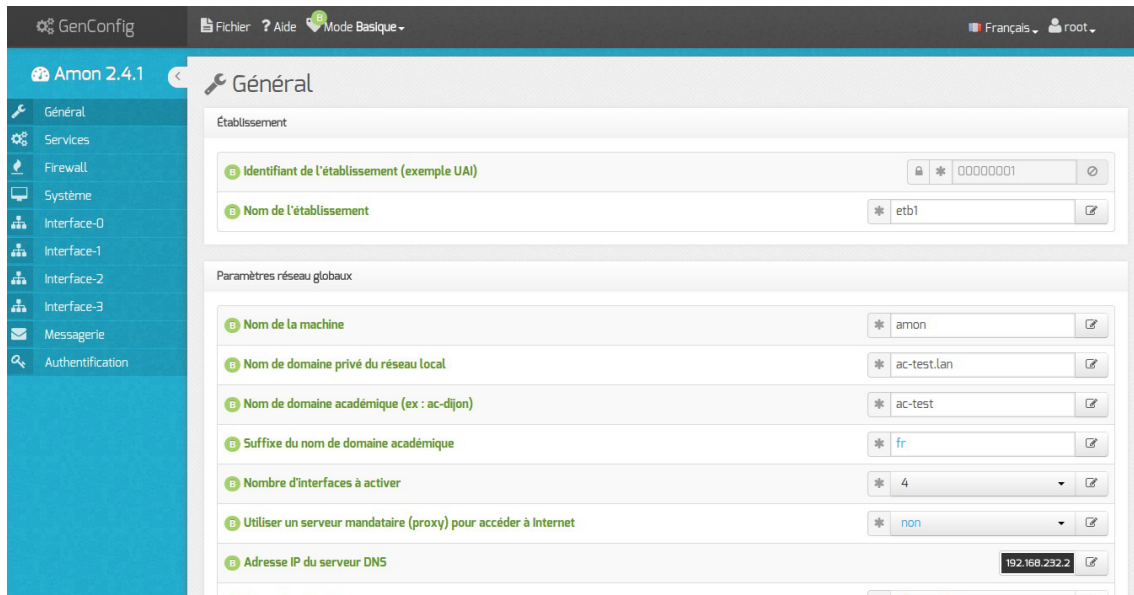 GenConfig
Fichier ? Aide B Mode Basique
Français root
Amon 2.4.1
Général
Services
Firewall
Système
Interface-0
Interface-1
Interface-2
Interface-3
Messagerie
Authentification
Général
Établissement
B Identifiant de l'établissement (exemple UAI) 00000001
B Nom de l'établissement etb1
Paramètres réseau globaux
B Nom de la machine amon
B Nom de domaine privé du réseau local ac-test.lan
B Nom de domaine académique (ex : ac-dijon) ac-test
B Suffixe du nom de domaine académique fr
B Nombre d'interfaces à activer 4
B Utiliser un serveur mandataire (proxy) pour accéder à Internet non
B Adresse IP du serveur DNS 192.168.232.2